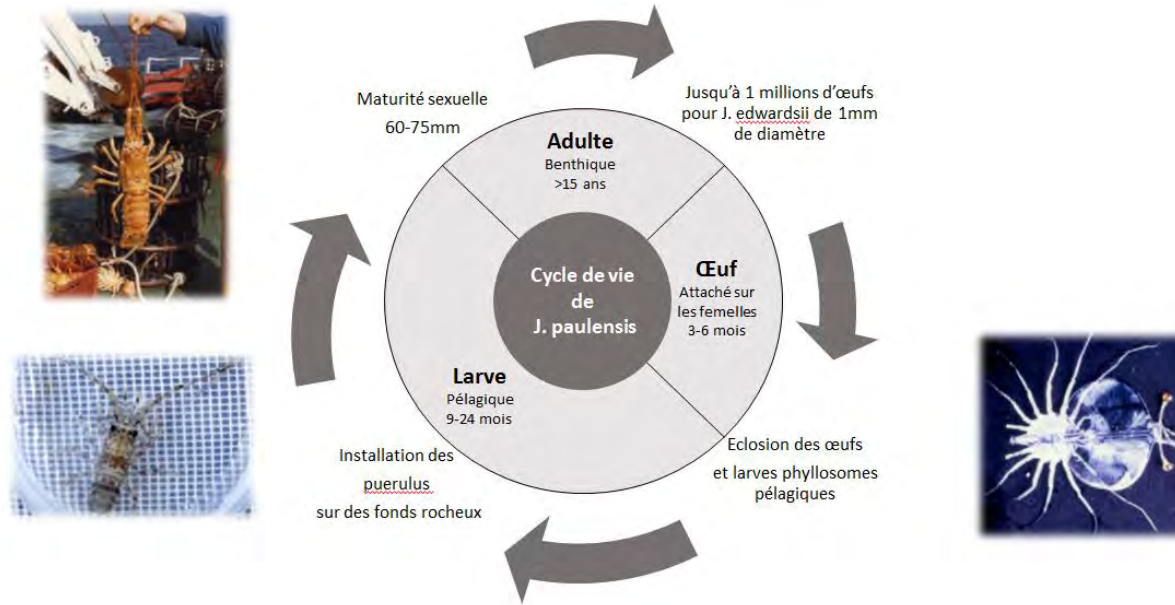 Maturité sexuelle
60-75mm
Jusqu'à 1 millions d'œufs
pour J. edwardsii de 1mm
de diamètre
Adulte
Benthique
>15 ans
Œuf
Attaché sur
les femelles
3-6 mois
Cycle de vie
de
J. paulensis
Larve
Pélagique
9-24 mois
Installation des
puerulus
sur des fonds rocheux
Eclosion des œufs
et larves phyllosomes
pélagiques